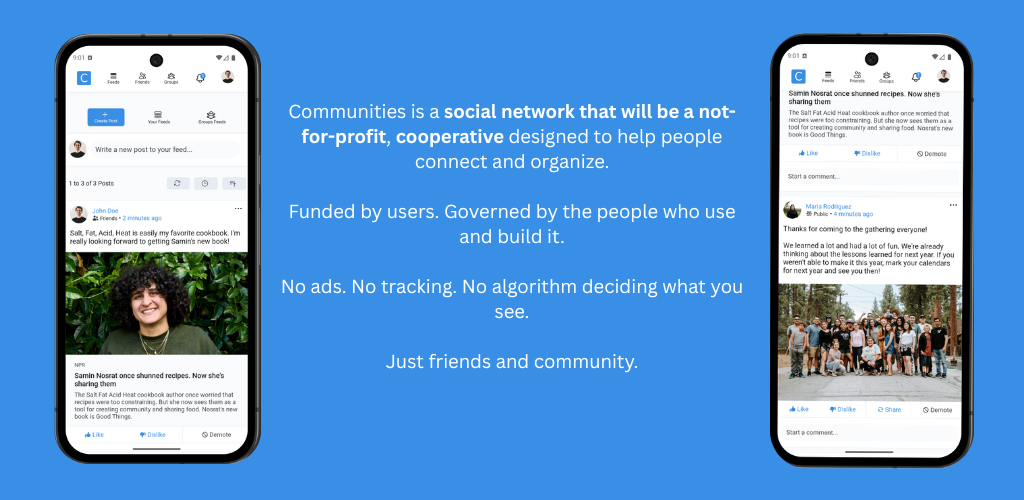 9:01
C
Feeds
Friends
Groups
Create Post
Your Feeds
Groups Feeds
Write a new post to your feed...
1 to 3 of 3 Posts
John Doe
Friends • 2 minutes ago
Salt, Fat, Acid, Heat is easily my favorite cookbook. I'm
really looking forward to getting Samin's new book!
NPR
Samin Nosrat once shunned recipes. Now she's
sharing them
The Salt Fat Acid Heat cookbook author once worried that
recipes were too constraining. But she now sees them as a
tool for creating community and sharing food. Nosrat's new
book is Good Things.
Like
Dislike
Demote
Communities is a social network that will be a not-
for-profit, cooperative designed to help people
connect and organize.
Funded by users. Governed by the people who use
and build it.
No ads. No tracking. No algorithm deciding what you
see.
Just friends and community.
9:01
C
Feeds
Friends
Groups
Samin Nosrat once shunned recipes. Now she's
sharing them
The Salt Fat Acid Heat cookbook author once worried that
recipes were too constraining. But she now sees them as a
tool for creating community and sharing food. Nosrat's new
book is Good Things.
Like
Dislike
Demote
Start a comment...
Maria Rodriguez
Public • 4 minutes ago
Thanks for coming to the gathering everyone!
We learned a lot and had a lot of fun. We're already
thinking about the lessons learned for next year. If you
weren't able to make it this year, mark your calendars
for next year and see you then!
Like
Dislike
Share
Demote
Start a comment...